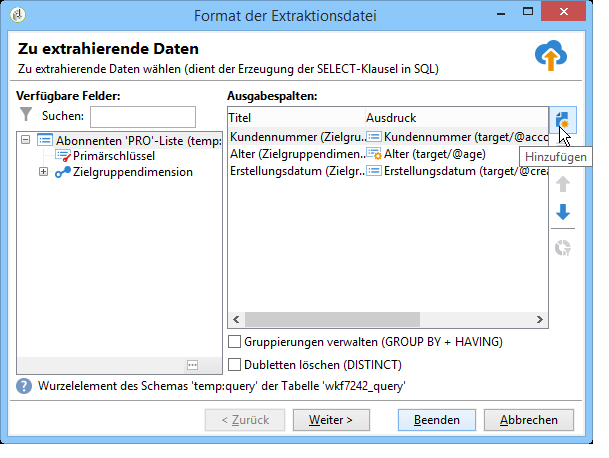 Format der Extraktionsdatei
Zu extrahierende Daten
Zu extrahierende Daten wählen (dient der Erzeugung der SELECT-Klausel in SQL)
Verfügbare Felder:
Suchen:
Abonnenten 'PRO'-Liste (temp:
Primärschlüssel
Zielgruppendimension
Ausgabespalten:
Titel Ausdruck
Kundennummer (Zielgru.. Kundennummer (target/@acco
Alter (Zielgruppendimen.. Alter (target/@age)
Erstellungsdatum (Zielgr.. Erstellungsdatum (target/@crea
Hinzufügen
Gruppierungen verwalten (GROUP BY + HAVING)
Dubletten löschen (DISTINCT)
Wurzelelement des Schemas 'temp:query' der Tabelle 'wkf7242_query'
< Zurück Weiter > Beenden Abbrechen